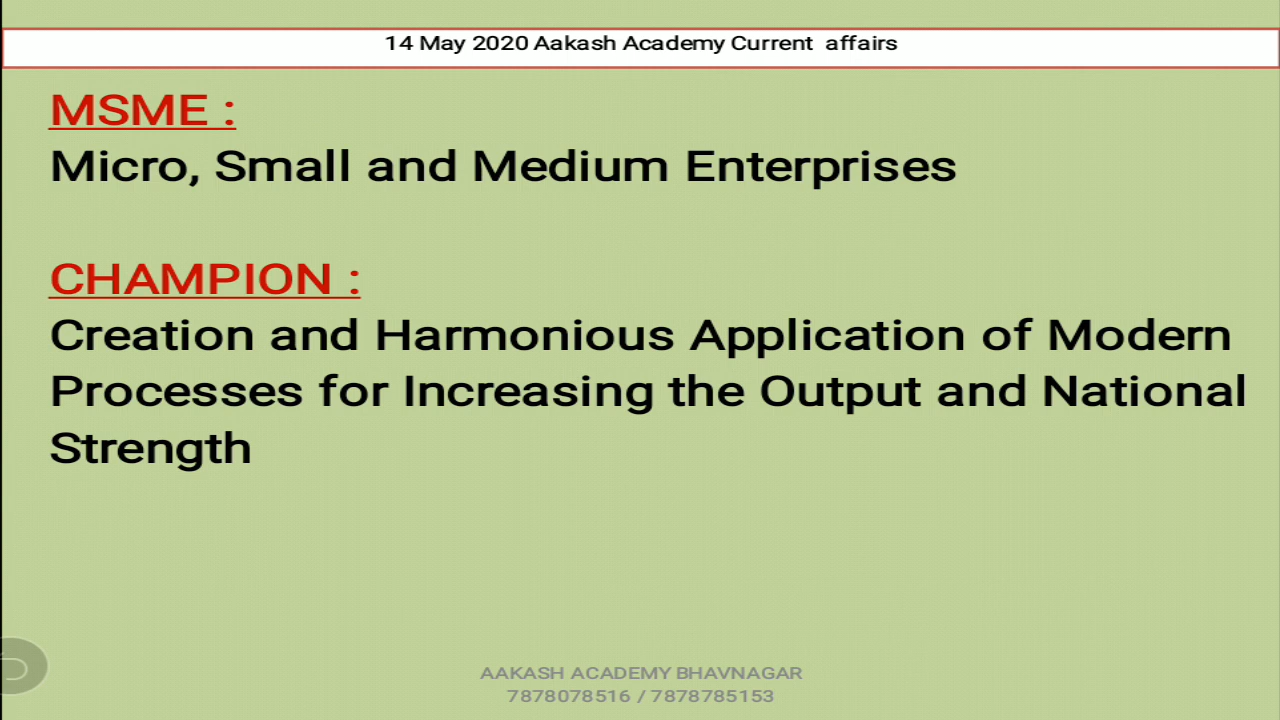 14 May 2020 Aakash Academy Current affairs
MSME :
Micro, Small and Medium Enterprises
CHAMPION :
Creation and Harmonious Application of Modern
Processes for Increasing the Output and National
Strength
AAKASH ACADEMY BHAVNAGAR
7878078516 / 7878785153